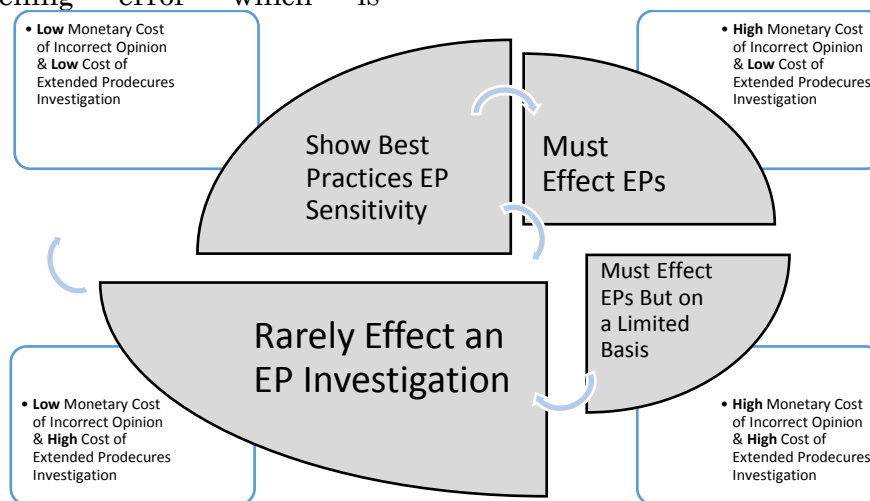 error which is
• Low Monetary Cost
of Incorrect Opinion
& Low Cost of
Extended Prodecures
Investigation
• High Monetary Cost
of Incorrect Opinion
& Low Cost of
Extended Prodecures
Investigation
Show Best
Practices EP
Sensitivity
Must
Effect EPs
Rarely Effect an
EP Investigation
Must Effect
EPs But on
a Limited
Basis
• Low Monetary Cost
of Incorrect Opinion
& High Cost of
Extended Prodecures
Investigation
• High Monetary Cost
of Incorrect Opinion
& High Cost of
Extended Prodecures
Investigation